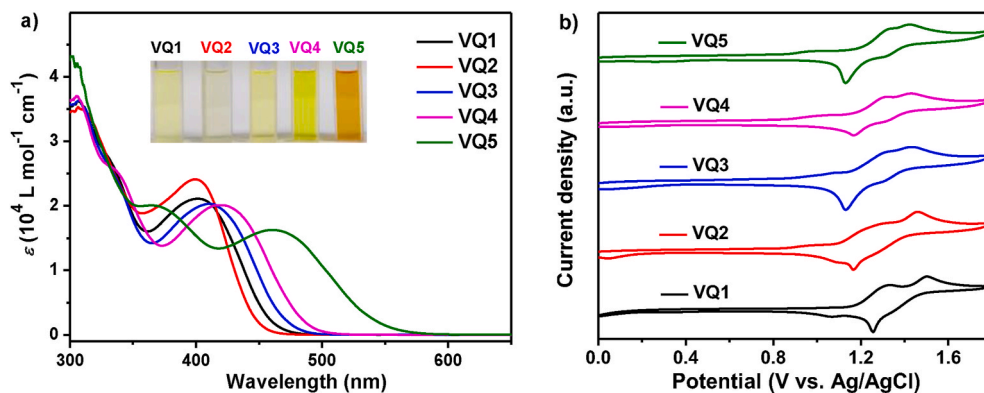 a)
VQ1 VQ2 VQ3 VQ4 VQ5
VQ1
VQ2
VQ3
VQ4
VQ5
ε (10⁴ L mol⁻¹ cm⁻¹)
4
3
2
1
0
300 400 500 600
Wavelength (nm)
b)
VQ5
VQ4
VQ3
VQ2
VQ1
Current density (a.u.)
0.0 0.4 0.8 1.2 1.6
Potential (V vs. Ag/AgCl)